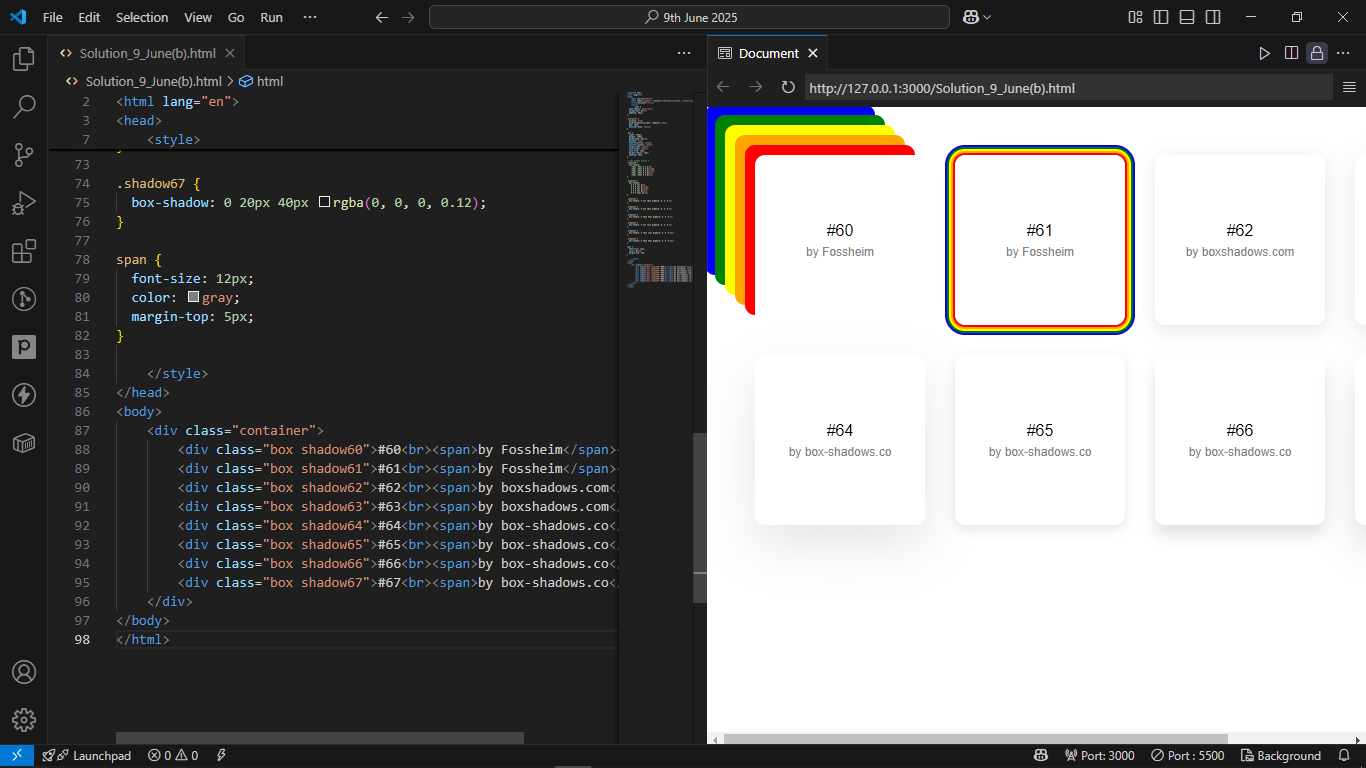 File Edit Selection View Go Run ··· 9th June 2025
Solution_9_June(b).html
Solution_9_June(b).html > html
2 <html lang="en">
3 <head>
7 <style>
73
74 .shadow67 {
75 box-shadow: 0 20px 40px rgba(0, 0, 0, 0.12);
76 }
77
78 span {
79 font-size: 12px;
80 color: gray;
81 margin-top: 5px;
82 }
83
84 </style>
85 </head>
86 <body>
87 <div class="container">
88 <div class="box shadow60">#60<br><span>by Fossheim</span>
89 <div class="box shadow61">#61<br><span>by Fossheim</span>
90 <div class="box shadow62">#62<br><span>by boxshadows.com<
91 <div class="box shadow63">#63<br><span>by boxshadows.com<
92 <div class="box shadow64">#64<br><span>by box-shadows.co<
93 <div class="box shadow65">#65<br><span>by box-shadows.co<
94 <div class="box shadow66">#66<br><span>by box-shadows.co<
95 <div class="box shadow67">#67<br><span>by box-shadows.co<
96 </div>
97 </body>
98 </html>
Document
http://127.0.0.1:3000/Solution_9_June(b).html
#60
by Fossheim
#61
by Fossheim
#62
by boxshadows.com
#64
by box-shadows.co
#65
by box-shadows.co
#66
by box-shadows.co
Launchpad 0 0 Port: 3000 Port : 5500 Background